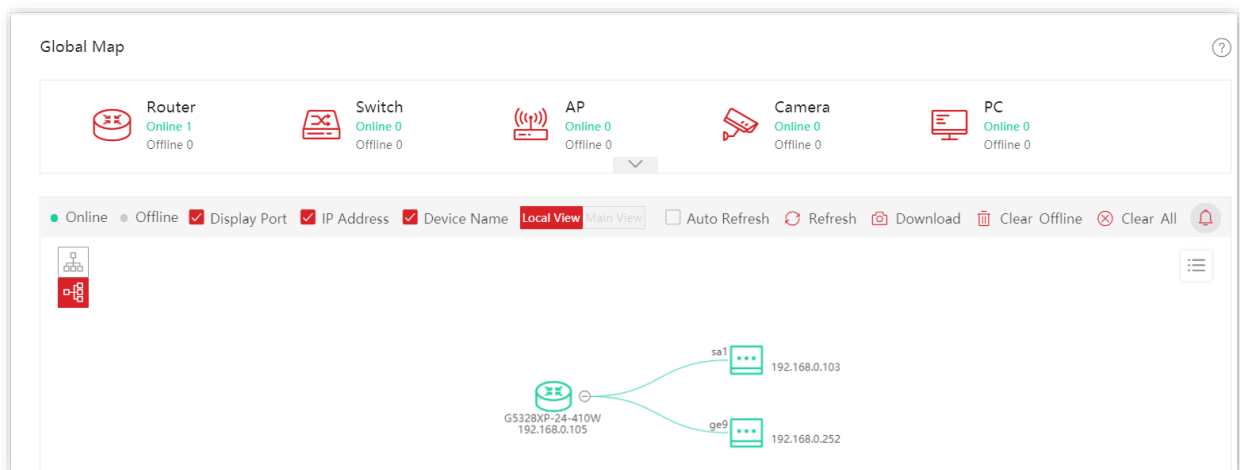 Global Map
?
Router
Online 1
Offline 0
Switch
Online 0
Offline 0
AP
Online 0
Offline 0
Camera
Online 0
Offline 0
PC
Online 0
Offline 0
Online Offline Display Port IP Address Device Name Local View Main View Auto Refresh Refresh Download Clear Offline Clear All
sa1
192.168.0.103
G5328XP-24-410W
192.168.0.105
ge9
192.168.0.252